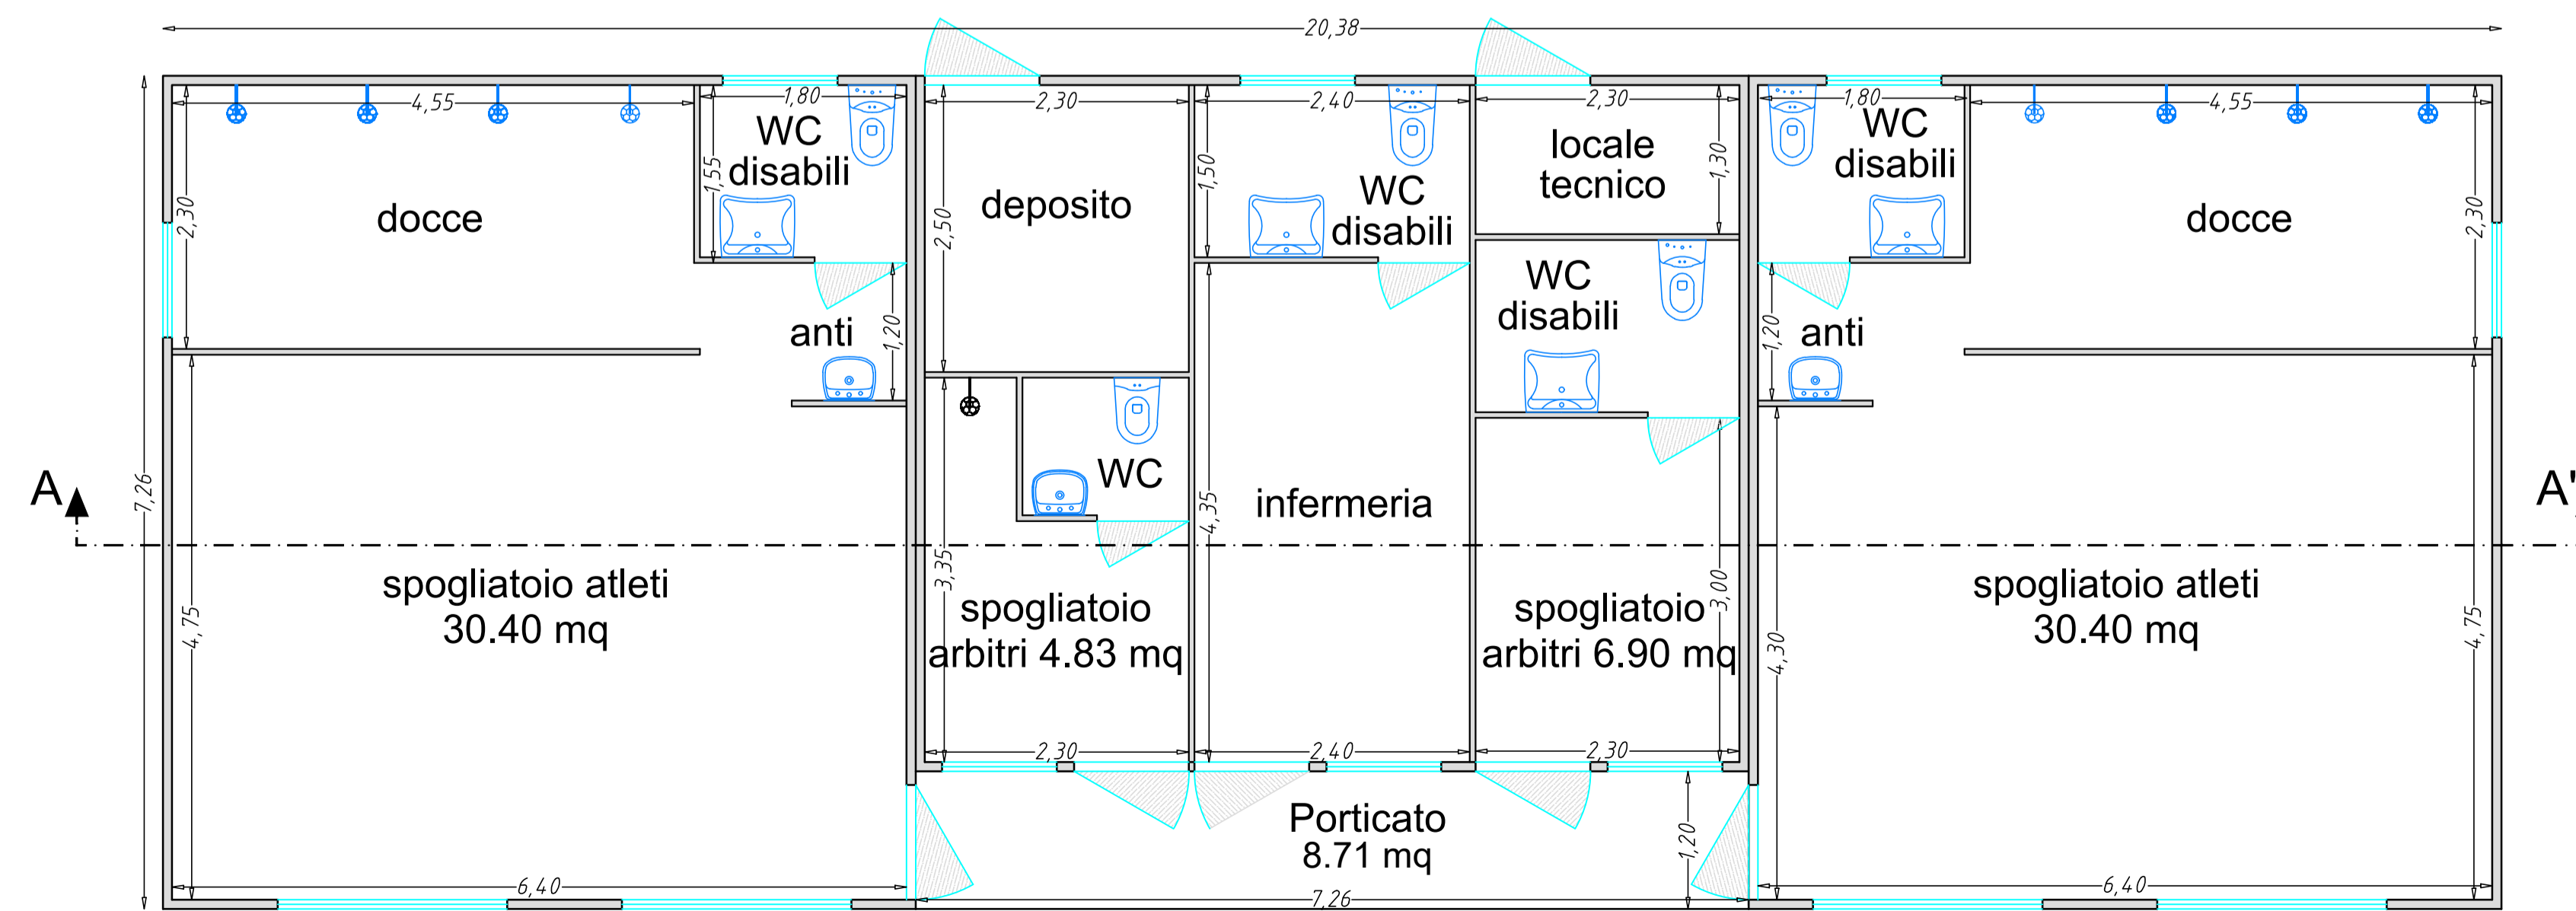 20,38
4,55
1,80
2,30
2,40
2,30
1,80
4,55
WC
disabili
1,55
2,30
docce
deposito
2,50
1,50
WC
disabili
locale
tecnico
1,30
WC
disabili
docce
2,30
anti
1,20
WC
disabili
1,20
anti
A
7,26
WC
infermeria
4,35
A'
spogliatoio atleti
30.40 mq
4,75
3,35
spogliatoio
arbitri 4.83 mq
spogliatoio
arbitri 6.90 mq
3,00
4,30
spogliatoio atleti
30.40 mq
4,75
2,30
2,40
2,30
Porticato
8.71 mq
1,20
6,40
7,26
6,40